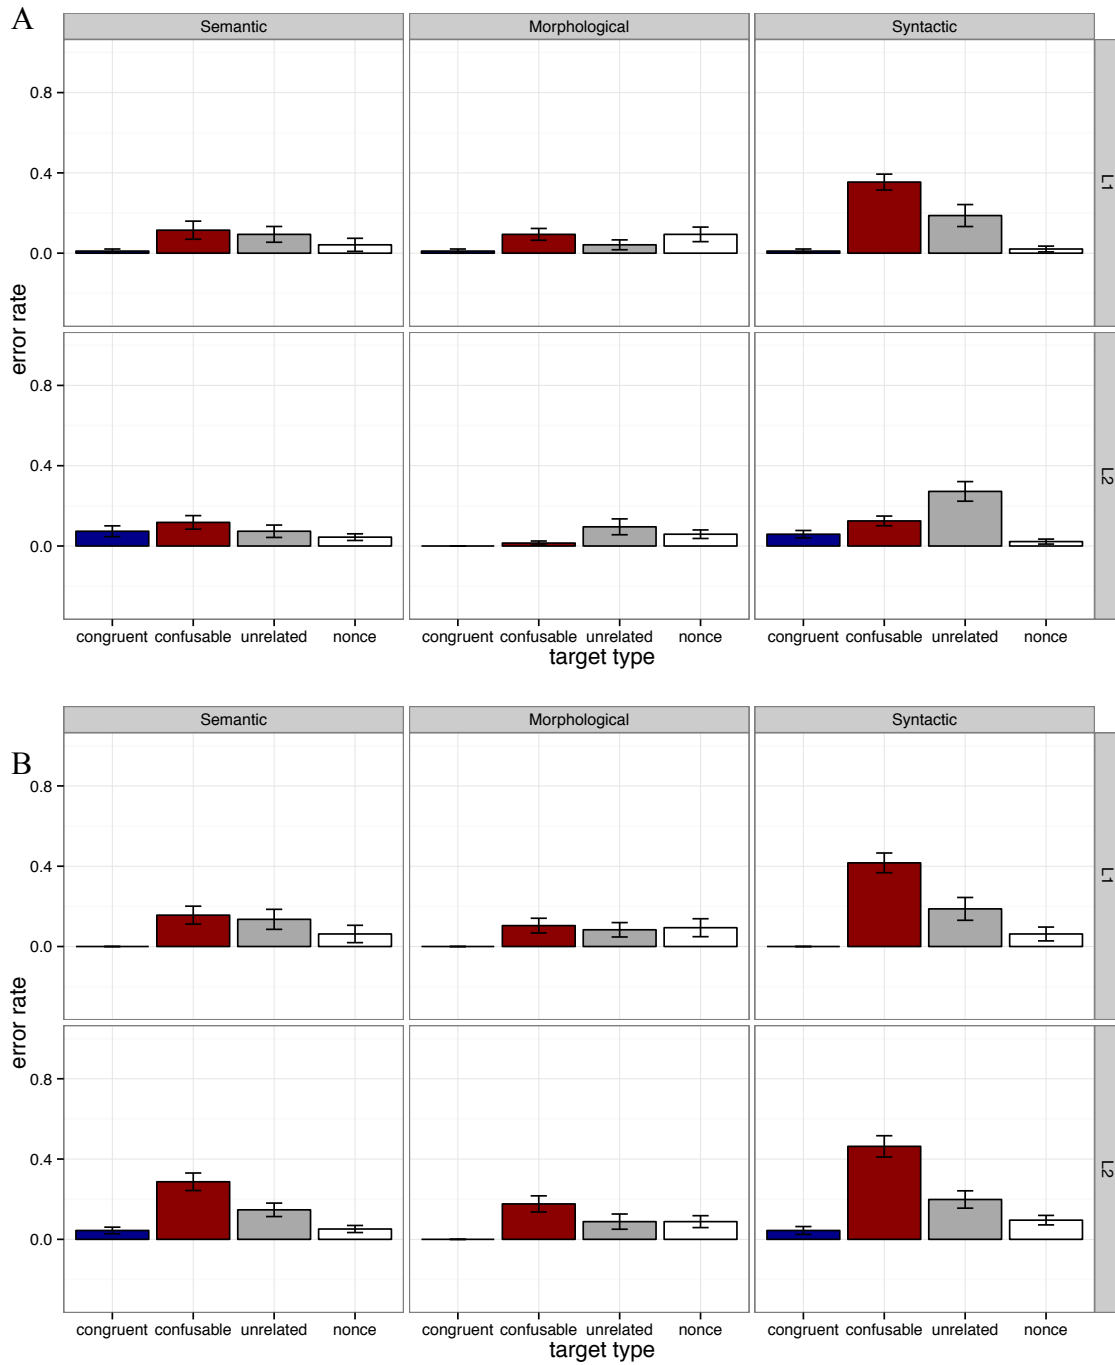 A
Semantic Morphological Syntactic
0.8
0.4
0.0
L1
error rate
0.8
0.4
0.0
L2
congruent confusable unrelated nonce congruent confusable unrelated nonce congruent confusable unrelated nonce
target type
B
Semantic Morphological Syntactic
0.8
0.4
0.0
L1
error rate
0.8
0.4
0.0
L2
congruent confusable unrelated nonce congruent confusable unrelated nonce congruent confusable unrelated nonce
target type